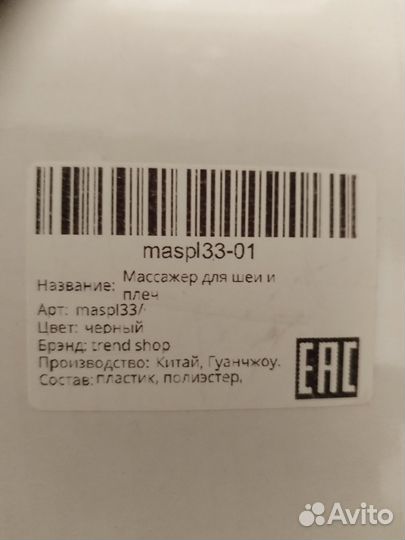 maspl33-01
Название: Массажер для шеи и
плеч
Арт: maspl33/
Цвет: черный
Брэнд: trend shop
Производство: Китай, Гуанчжоу.
Состав: пластик, полиэстер,
EAC
Avito